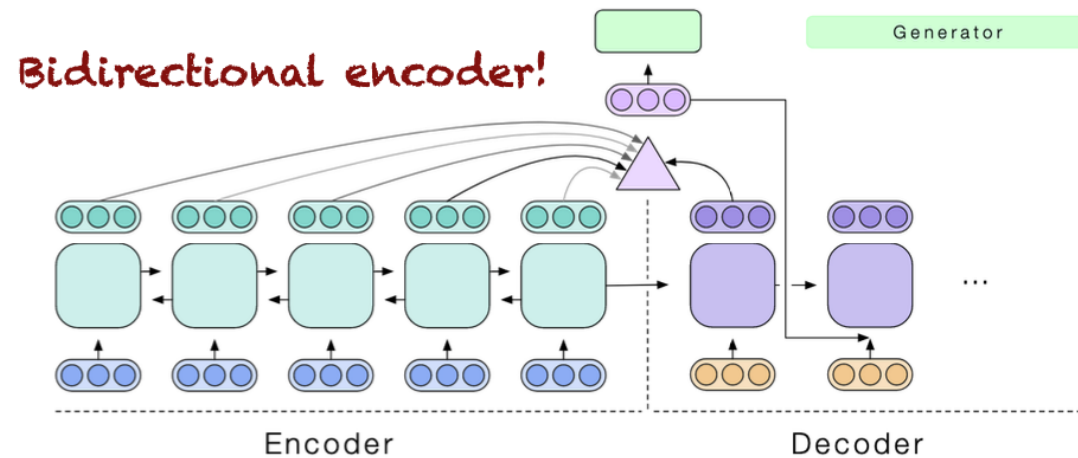 Generator
Bidirectional encoder!
...
Encoder
Decoder